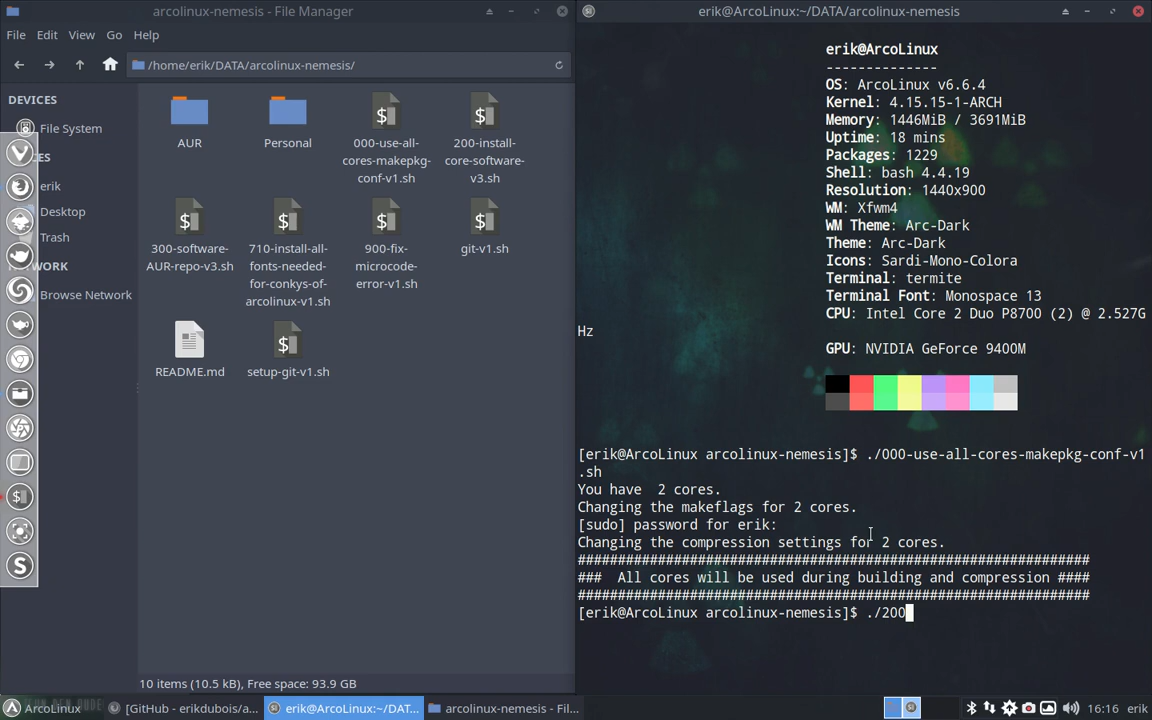 arcolinux-nemesis - File Manager
File Edit View Go Help
/home/erik/DATA/arcolinux-nemesis/
DEVICES
File System
CES
erik
Desktop
Trash
NETWORK
Browse Network
AUR
Personal
000-use-all-
cores-makepkg-
conf-v1.sh
200-install-
core-software-
v3.sh
300-software-
AUR-repo-v3.sh
710-install-all-
fonts-needed-
for-conkys-of-
arcolinux-v1.sh
900-fix-
microcode-
error-v1.sh
git-v1.sh
README.md
setup-git-v1.sh
10 items (10.5 kB), Free space: 93.9 GB
erik@ArcoLinux:~/DATA/arcolinux-nemesis
erik@ArcoLinux
--------------
OS: ArcoLinux v6.6.4
Kernel: 4.15.15-1-ARCH
Memory: 1446MiB / 3691MiB
Uptime: 18 mins
Packages: 1229
Shell: bash 4.4.19
Resolution: 1440x900
WM: Xfwm4
WM Theme: Arc-Dark
Theme: Arc-Dark
Icons: Sardi-Mono-Colora
Terminal: termite
Terminal Font: Monospace 13
CPU: Intel Core 2 Duo P8700 (2) @ 2.527G
Hz
GPU: NVIDIA GeForce 9400M
[erik@ArcoLinux arcolinux-nemesis]$ ./000-use-all-cores-makepkg-conf-v1
.sh
You have  2 cores.
Changing the makeflags for 2 cores.
[sudo] password for erik:
Changing the compression settings for 2 cores.
################################################################
###  All cores will be used during building and compression ####
################################################################
[erik@ArcoLinux arcolinux-nemesis]$ ./200
ArcoLinux
[GitHub - erikdubois/a...
erik@ArcoLinux:~/DAT...
arcolinux-nemesis - Fil...
16:16 erik